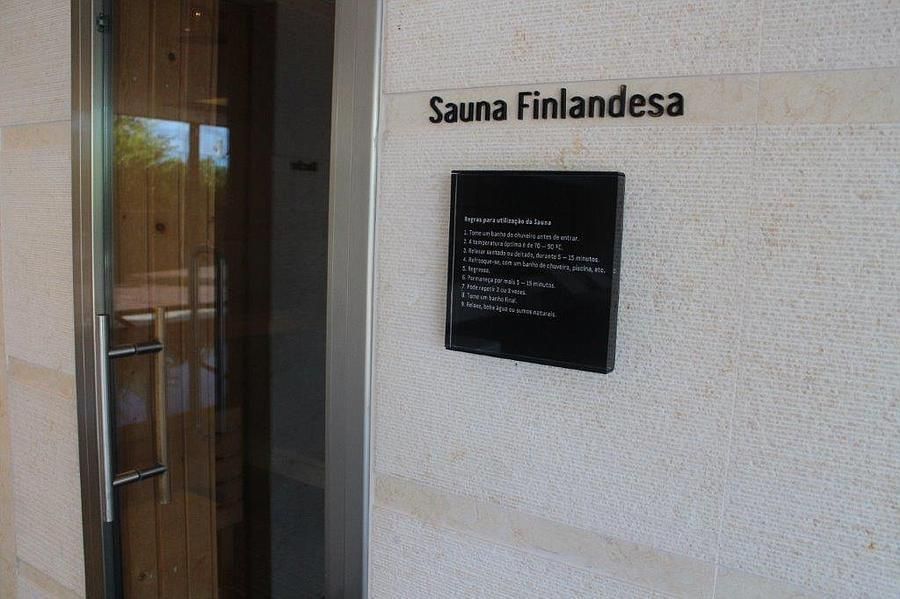 Sauna Finlandesa
Regras para utilização da Sauna
1. Tome um banho de chuveiro antes de entrar.
2. A temperatura óptima é de 70 — 90 ºC.
3. Relaxar sentado ou deitado, durante 5 — 15 minutos.
4. Refresque-se, com um banho de chuveiro, piscina, etc.
5. Regresse.
6. Permaneça por mais 5 — 15 minutos.
7. Pode repetir 2 ou 3 vezes.
8. Tome um banho final.
9. Relaxe, beba água ou sumos naturais.